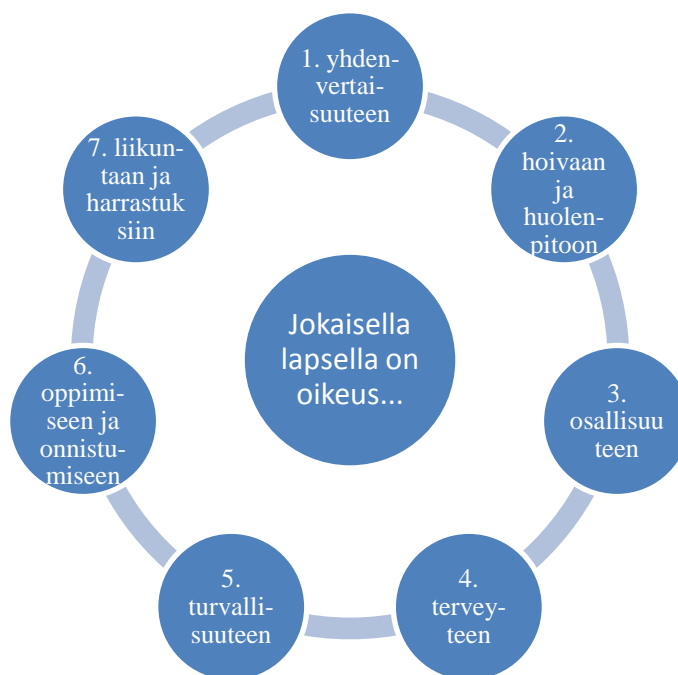 1. yhden-
vertai-
suuteen
2.
hoivaan
ja
huolen-
pitoon
3.
osallisuu
teen
4.
tervey-
teen
5.
turvalli-
suuteen
6.
oppimi-
seen ja
onnistu-
miseen
7. liikun-
taan ja
harrastuk
siin
Jokaisella
lapsella on
oikeus...